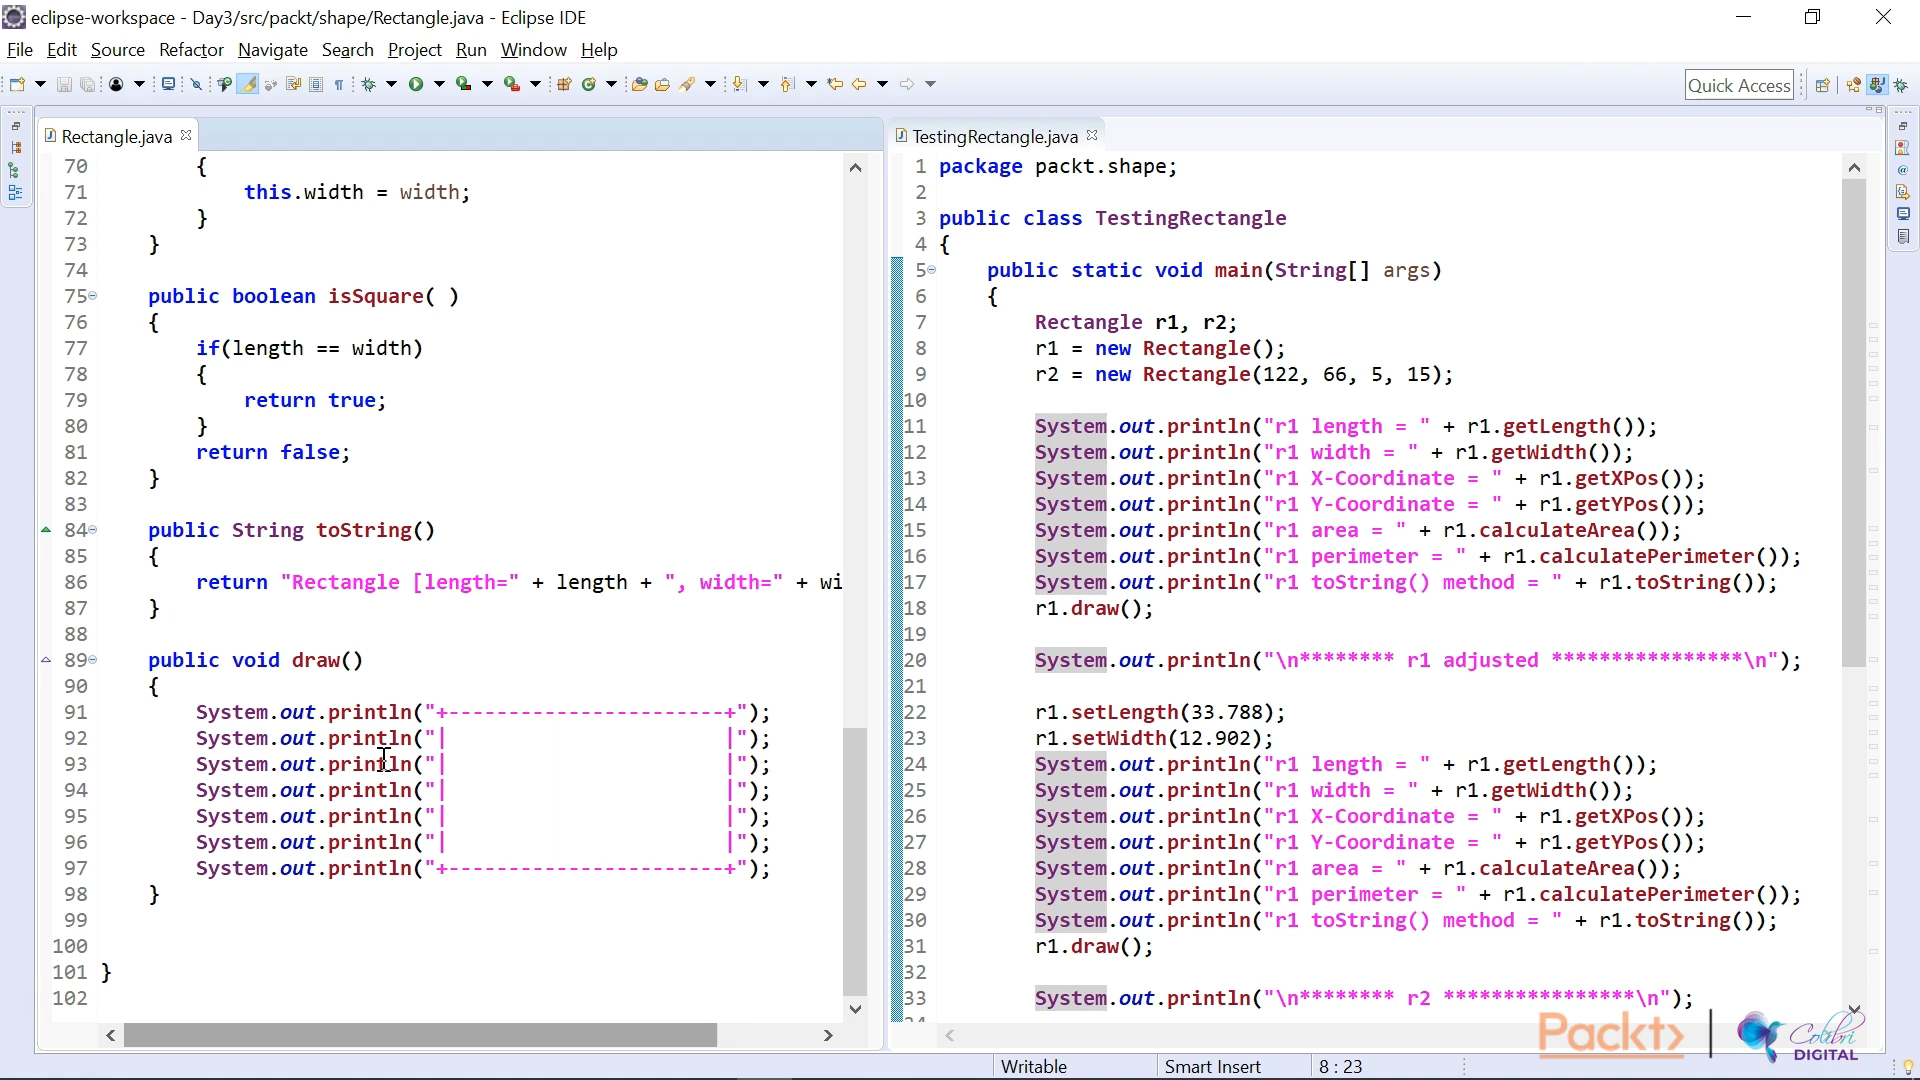 eclipse-workspace - Day3/src/packt/shape/Rectangle.java - Eclipse IDE
File Edit Source Refactor Navigate Search Project Run Window Help
Quick Access
Rectangle.java
70 {
71 this.width = width;
72 }
73 }
74
75 public boolean isSquare( )
76 {
77 if(length == width)
78 {
79 return true;
80 }
81 return false;
82 }
83
84 public String toString()
85 {
86 return "Rectangle [length=" + length + ", width=" + wi
87 }
88
89 public void draw()
90 {
91 System.out.println("+-----------------------+");
92 System.out.println("|                       |");
93 System.out.println("|                       |");
94 System.out.println("|                       |");
95 System.out.println("|                       |");
96 System.out.println("|                       |");
97 System.out.println("+-----------------------+");
98 }
99
100
101 }
102
TestingRectangle.java
1 package packt.shape;
2
3 public class TestingRectangle
4 {
5 public static void main(String[] args)
6 {
7 Rectangle r1, r2;
8 r1 = new Rectangle();
9 r2 = new Rectangle(122, 66, 5, 15);
10
11 System.out.println("r1 length = " + r1.getLength());
12 System.out.println("r1 width = " + r1.getWidth());
13 System.out.println("r1 X-Coordinate = " + r1.getXPos());
14 System.out.println("r1 Y-Coordinate = " + r1.getYPos());
15 System.out.println("r1 area = " + r1.calculateArea());
16 System.out.println("r1 perimeter = " + r1.calculatePerimeter());
17 System.out.println("r1 toString() method = " + r1.toString());
18 r1.draw();
19
20 System.out.println("\n******** r1 adjusted ****************\n");
21
22 r1.setLength(33.788);
23 r1.setWidth(12.902);
24 System.out.println("r1 length = " + r1.getLength());
25 System.out.println("r1 width = " + r1.getWidth());
26 System.out.println("r1 X-Coordinate = " + r1.getXPos());
27 System.out.println("r1 Y-Coordinate = " + r1.getYPos());
28 System.out.println("r1 area = " + r1.calculateArea());
29 System.out.println("r1 perimeter = " + r1.calculatePerimeter());
30 System.out.println("r1 toString() method = " + r1.toString());
31 r1.draw();
32
33 System.out.println("\n******** r2 ****************\n");
Packt> Colibri
DIGITAL
Writable Smart Insert 8 : 23